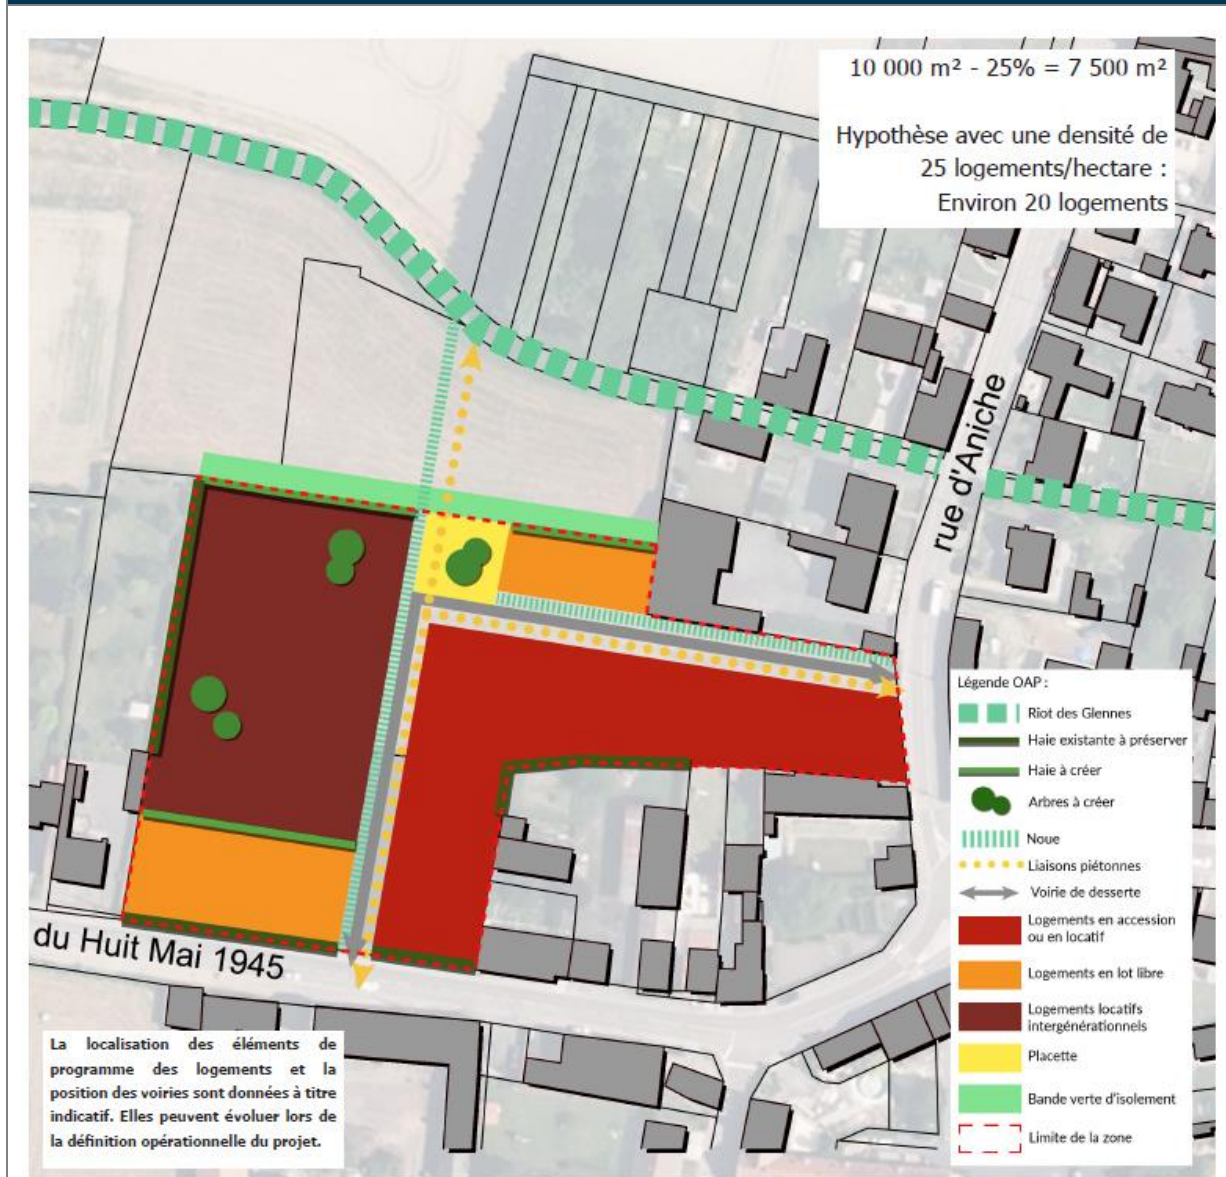 10 000 m² - 25% = 7 500 m²
Hypothèse avec une densité de
25 logements/hectare :
Environ 20 logements
rue d'Aniche
du Huit Mai 1945
La localisation des éléments de
programme des logements et la
position des voiries sont données à titre
indicatif. Elles peuvent évoluer lors de
la définition opérationnelle du projet.
Légende OAP :
Riot des Glennes
Haie existante à préserver
Haie à créer
Arbres à créer
Noue
Liaisons piétonnes
Voirie de desserte
Logements en accession
ou en locatif
Logements en lot libre
Logements locatifs
intergénérationnels
Placette
Bande verte d'isolement
Limite de la zone